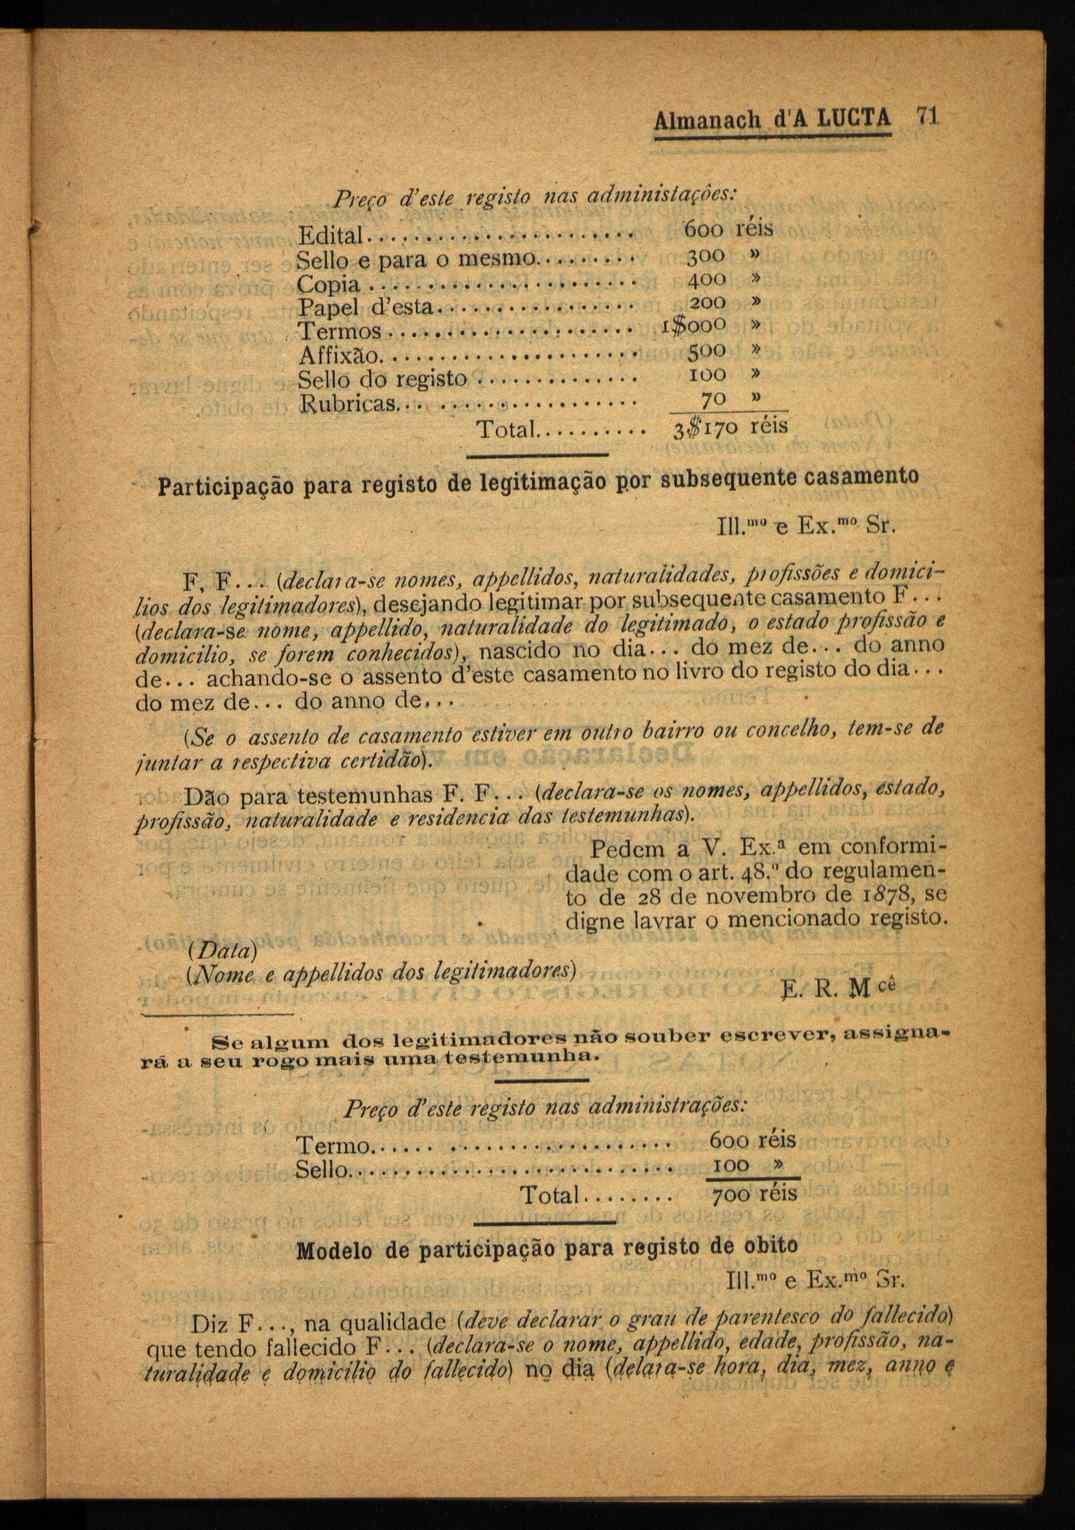 Almanach d'A LUCTA 71
Preço d'este registo nas administações:
Edital........................ 600 réis
Sello e para o mesmo......... 300 »
Copia ........................ 400 »
Papel d'esta.................. 200 »
Termos ...................... 1$000 »
Affixão....................... 500 »
Sello do registo .............. 100 »
Rubricas...................... 70 »
Total.......... 3$170 réis
Participação para registo de legitimação por subsequente casamento
Ill.mo e Ex.mo Sr.
F. F... (declara-se nomes, appellidos, naturalidades, profissões e domici-
lios dos legitimadores), desejando legitimar por subsequente casamento F...
(declara-se nome, appellido, naturalidade do legitimado, o estado profissão e
domicilio, se forem conhecidos), nascido no dia... do mez de... do anno
de... achando-se o assento d'este casamento no livro do registo do dia...
do mez de... do anno de...
(Se o assento de casamento estiver em outro bairro ou concelho, tem-se de
juntar a respectiva certidão).
Dão para testemunhas F. F... (declara-se os nomes, appellidos, estado,
profissão, naturalidade e residencia das testemunhas).
Pedem a V. Ex.ª em conformi-
dade com o art. 48.º do regulamen-
to de 28 de novembro de 1878, se
digne lavrar o mencionado registo.
(Data)
(Nome e appellidos dos legitimadores)
E. R. M cê
Se algum dos legitimadores não souber escrever, assigna-
rá a seu rogo mais uma testemunha.
Preço d'este registo nas administrações:
Termo........................ 600 réis
Sello.......................... 100 »
Total........ 700 réis
Modelo de participação para registo de obito
Ill.mo e Ex.mo Sr.
Diz F..., na qualidade (deve declarar o grau de parentesco do fallecido)
que tendo fallecido F... (declara-se o nome, appellido, edade, profissão, na-
turalidade e domicilio do fallecido) no dia (delara-se hora, dia, mez, anno e